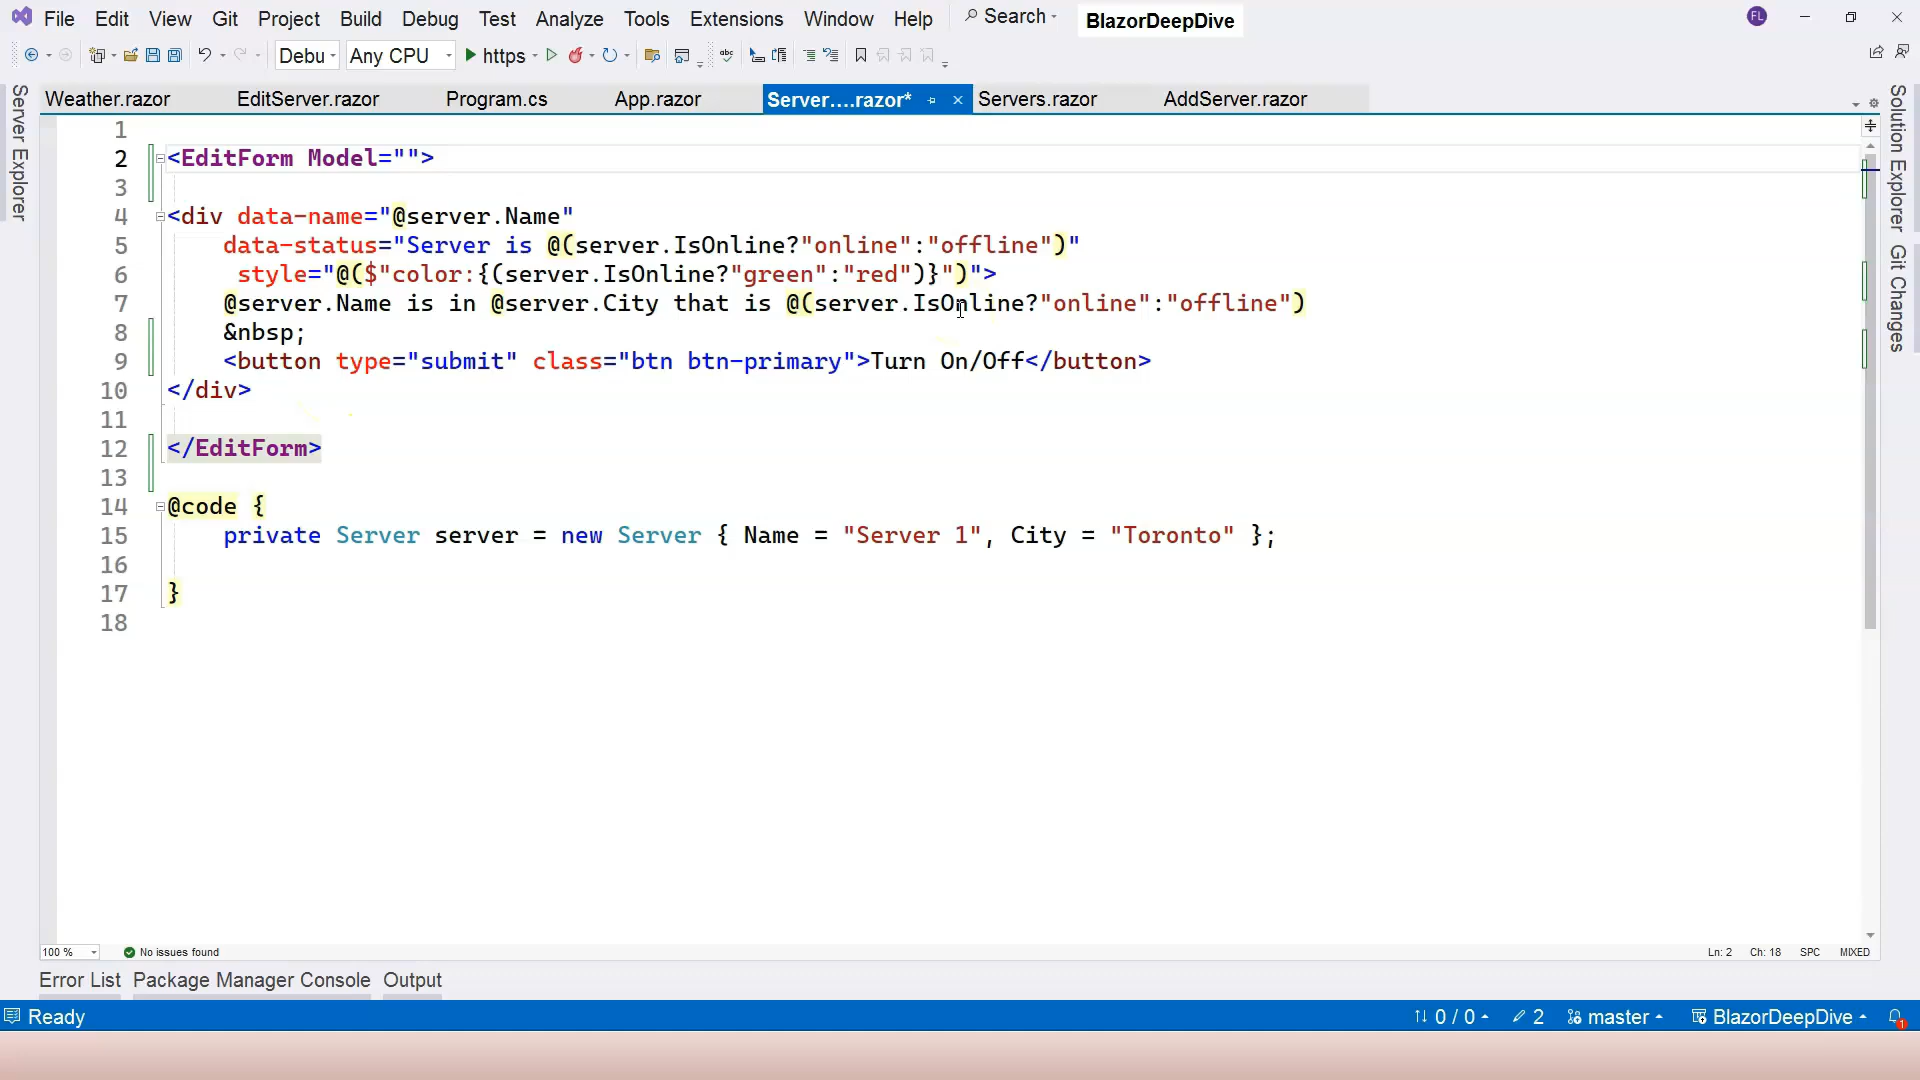 File Edit View Git Project Build Debug Test Analyze Tools Extensions Window Help Search BlazorDeepDive FL
Debu Any CPU https abc
Weather.razor EditServer.razor Program.cs App.razor Server....razor* Servers.razor AddServer.razor
Server Explorer
Solution Explorer
Git Changes
1
2 <EditForm Model="">
3
4 <div data-name="@server.Name"
5 data-status="Server is @(server.IsOnline?"online":"offline")"
6 style="@($"color:{(server.IsOnline?"green":"red")}")">
7 @server.Name is in @server.City that is @(server.IsOnline?"online":"offline")
8 &nbsp;
9 <button type="submit" class="btn btn-primary">Turn On/Off</button>
10 </div>
11
12 </EditForm>
13
14 @code {
15 private Server server = new Server { Name = "Server 1", City = "Toronto" };
16
17 }
18
100 % No issues found Ln: 2 Ch: 18 SPC MIXED
Error List Package Manager Console Output
Ready 0 / 0 2 master BlazorDeepDive 1